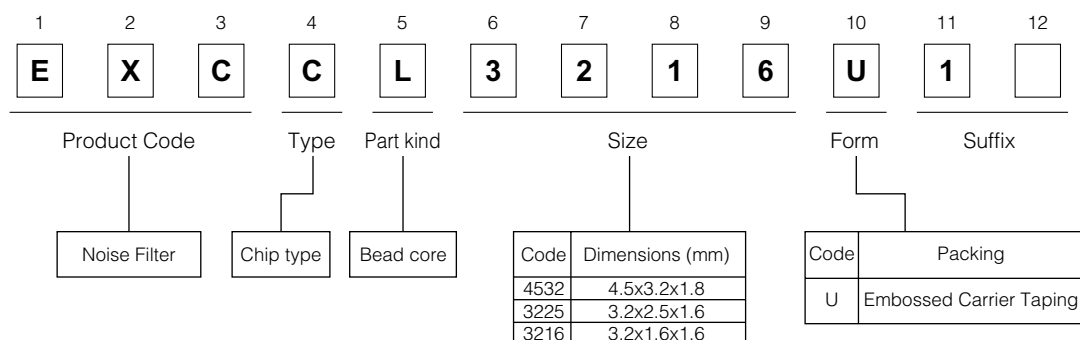 1 2 3 4 5 6 7 8 9 10 11 12
E X C C L 3 2 1 6 U 1
Product Code Type Part kind Size Form Suffix
Noise Filter Chip type Bead core
Code Dimensions (mm)
4532 4.5x3.2x1.8
3225 3.2x2.5x1.6
3216 3.2x1.6x1.6
Code Packing
U Embossed Carrier Taping